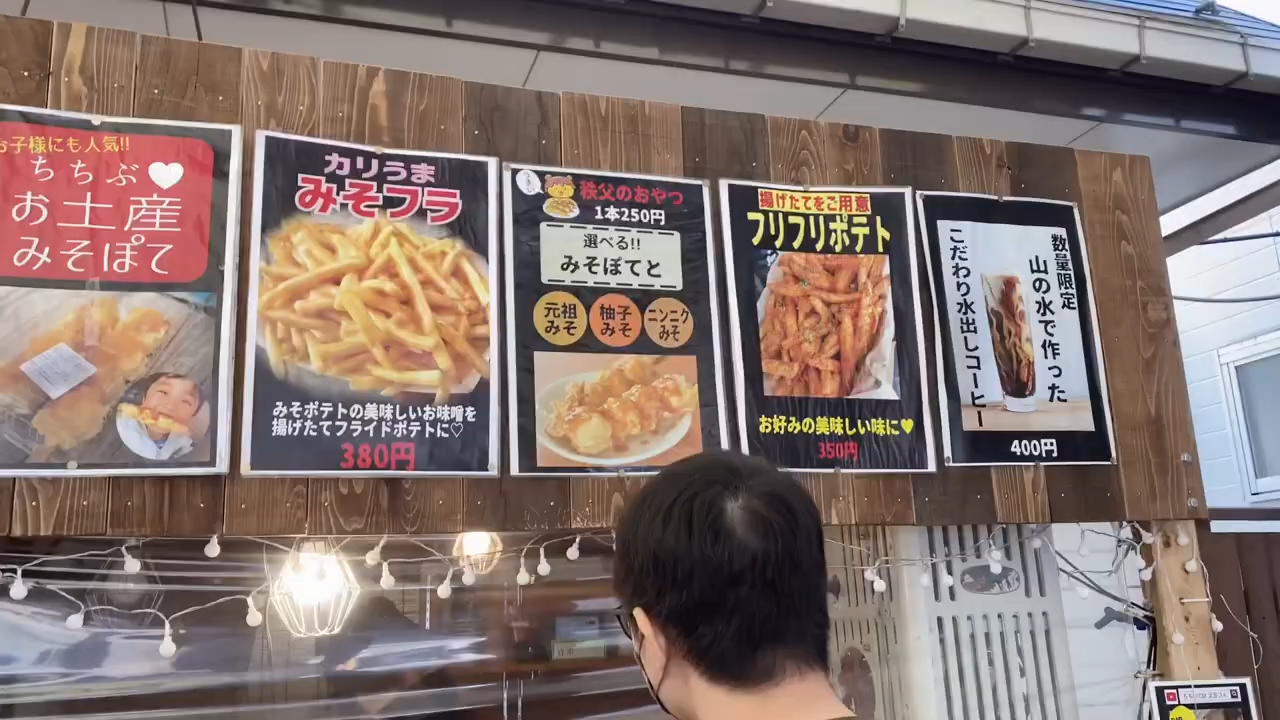 お子様にも人気!!
ちちぶ♥
お土産
みそぽて
カリうま
みそフラ
みそポテトの美味しいお味噌を
揚げたてフライドポテトに♡
380円
秩父のおやつ
1本250円
選べる!!
みそぽてと
元祖
みそ
柚子
みそ
ニンニク
みそ
揚げたてをご用意
フリフリポテト
お好みの美味しい味に♥
350円
数量限定
山の水で作った
こだわり水出しコーヒー
400円